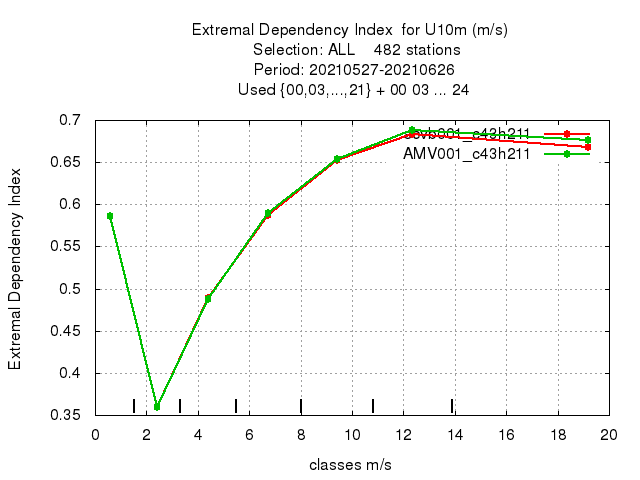 Extremal Dependency Index for U10m (m/s)
Selection: ALL 482 stations
Period: 20210527-20210626
Used {00,03,...,21} + 00 03 ... 24
AMV001_c43h211
Extremal Dependency Index
0.7
0.65
0.6
0.55
0.5
0.45
0.4
0.35
0 2 4 6 8 10 12 14 16 18 20
classes m/s